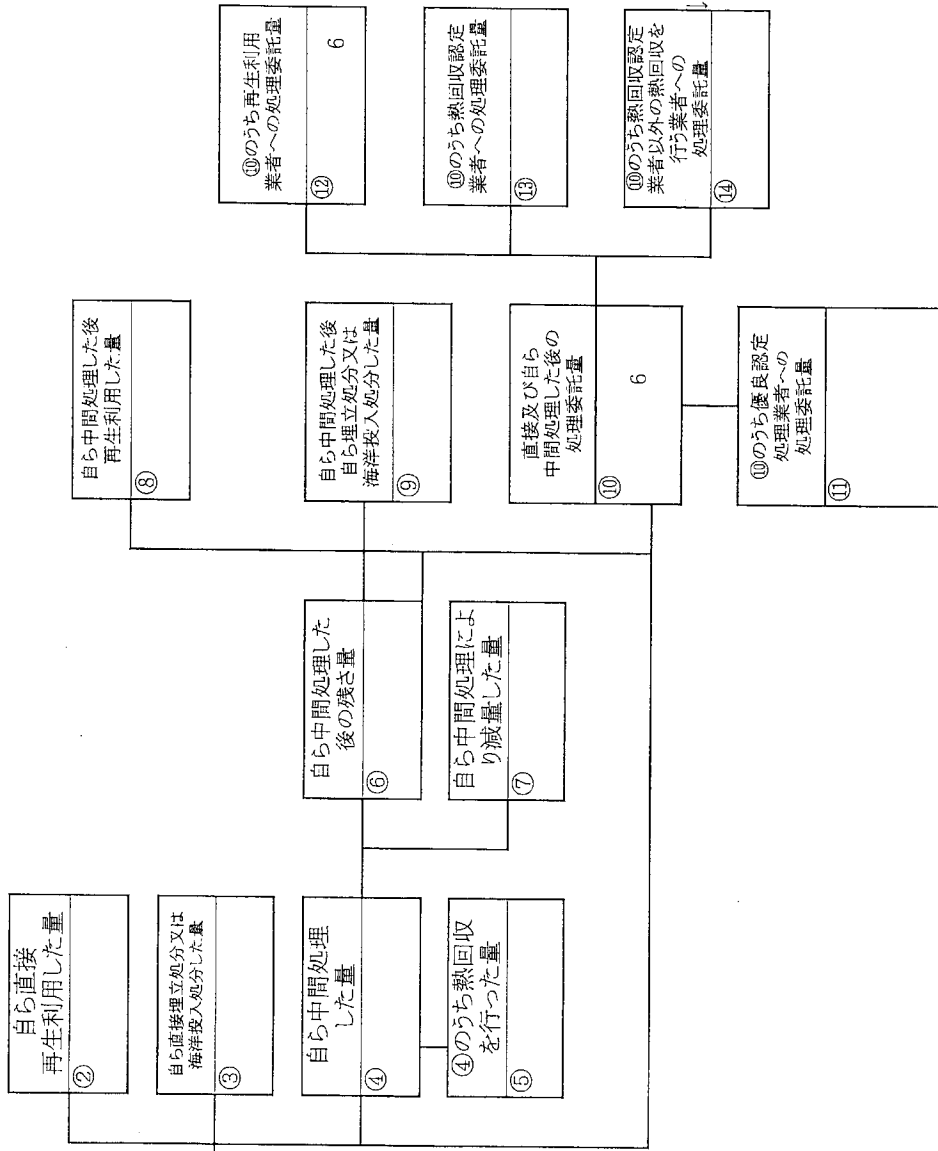 自ら直接
再生利用した量
②
自ら直接埋立処分又は
海洋投入処分した量
③
自ら中間処理
した量
④
④のうち熱回収
を行った量
⑤
自ら中間処理した
後の残さ量
⑥
自ら中間処理によ
り減量した量
⑦
自ら中間処理した後
再生利用した量
⑧
自ら中間処理した後
自ら埋立処分又は
海洋投入処分した量
⑨
直接及び自ら
中間処理した後の
処理委託量
⑩
6
⑩のうち優良認定
処理業者への
処理委託量
⑪
⑩のうち再生利用
業者への処理委託量
⑫
6
⑩のうち熱回収認定
業者への処理委託量
⑬
⑩のうち熱回収認定
業者以外の熱回収を
行う業者への
処理委託量
⑭